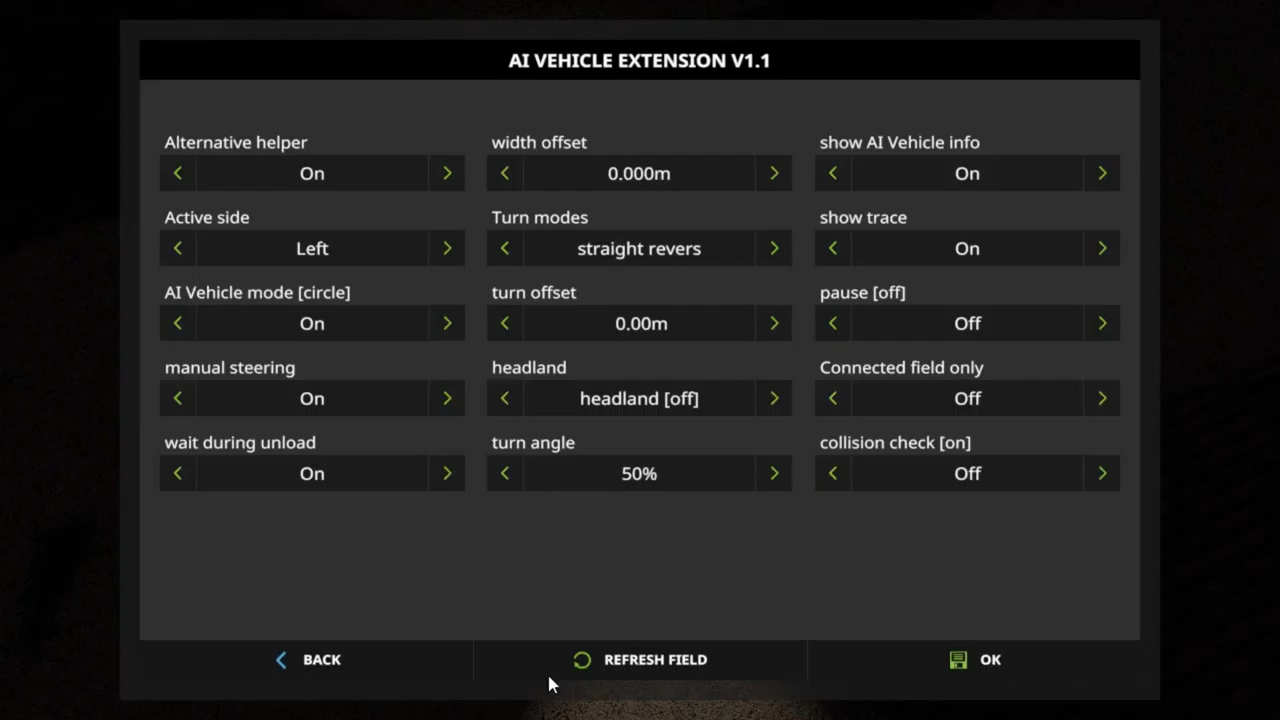 AI VEHICLE EXTENSION V1.1
Alternative helper
On
Active side
Left
AI Vehicle mode [circle]
On
manual steering
On
wait during unload
On
width offset
0.000m
Turn modes
straight revers
turn offset
0.00m
headland
headland [off]
turn angle
50%
show AI Vehicle info
On
show trace
On
pause [off]
Off
Connected field only
Off
collision check [on]
Off
BACK
REFRESH FIELD
OK